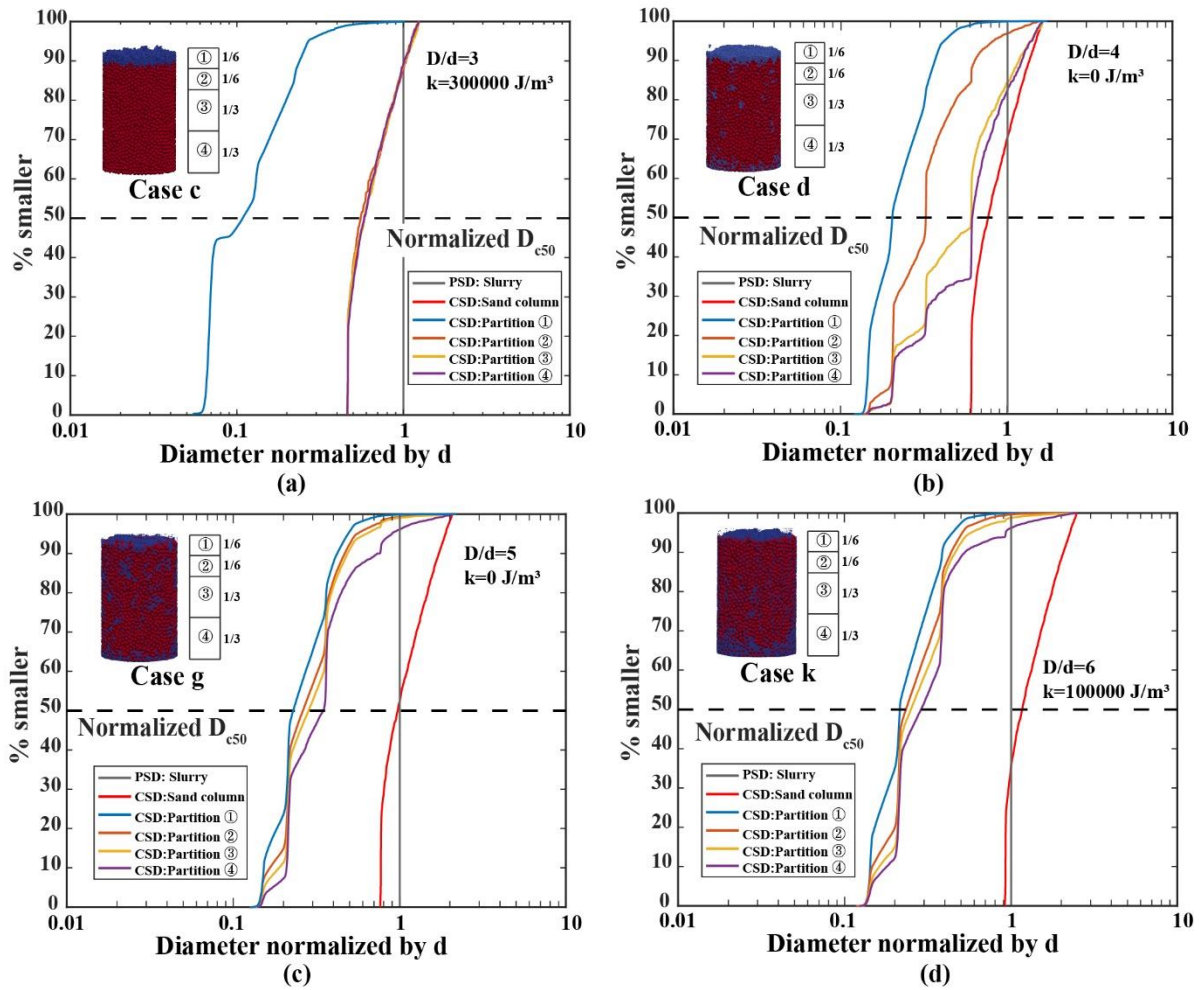 100
90
80
70
60
50
40
30
20
10
0
% smaller
① 1/6
② 1/6
③ 1/3
④ 1/3
Case c
D/d=3
k=300000 J/m³
Normalized D_c50
PSD: Slurry
CSD:Sand column
CSD:Partition ①
CSD:Partition ②
CSD:Partition ③
CSD:Partition ④
0.01 0.1 1 10
Diameter normalized by d
(a)
100
90
80
70
60
50
40
30
20
10
0
% smaller
① 1/6
② 1/6
③ 1/3
④ 1/3
Case d
D/d=4
k=0 J/m³
Normalized D_c50
PSD: Slurry
CSD:Sand column
CSD:Partition ①
CSD:Partition ②
CSD:Partition ③
CSD:Partition ④
0.01 0.1 1 10
Diameter normalized by d
(b)
100
90
80
70
60
50
40
30
20
10
0
% smaller
① 1/6
② 1/6
③ 1/3
④ 1/3
Case g
D/d=5
k=0 J/m³
Normalized D_c50
PSD: Slurry
CSD:Sand column
CSD:Partition ①
CSD:Partition ②
CSD:Partition ③
CSD:Partition ④
0.01 0.1 1 10
Diameter normalized by d
(c)
100
90
80
70
60
50
40
30
20
10
0
% smaller
① 1/6
② 1/6
③ 1/3
④ 1/3
Case k
D/d=6
k=100000 J/m³
Normalized D_c50
PSD: Slurry
CSD:Sand column
CSD:Partition ①
CSD:Partition ②
CSD:Partition ③
CSD:Partition ④
0.01 0.1 1 10
Diameter normalized by d
(d)